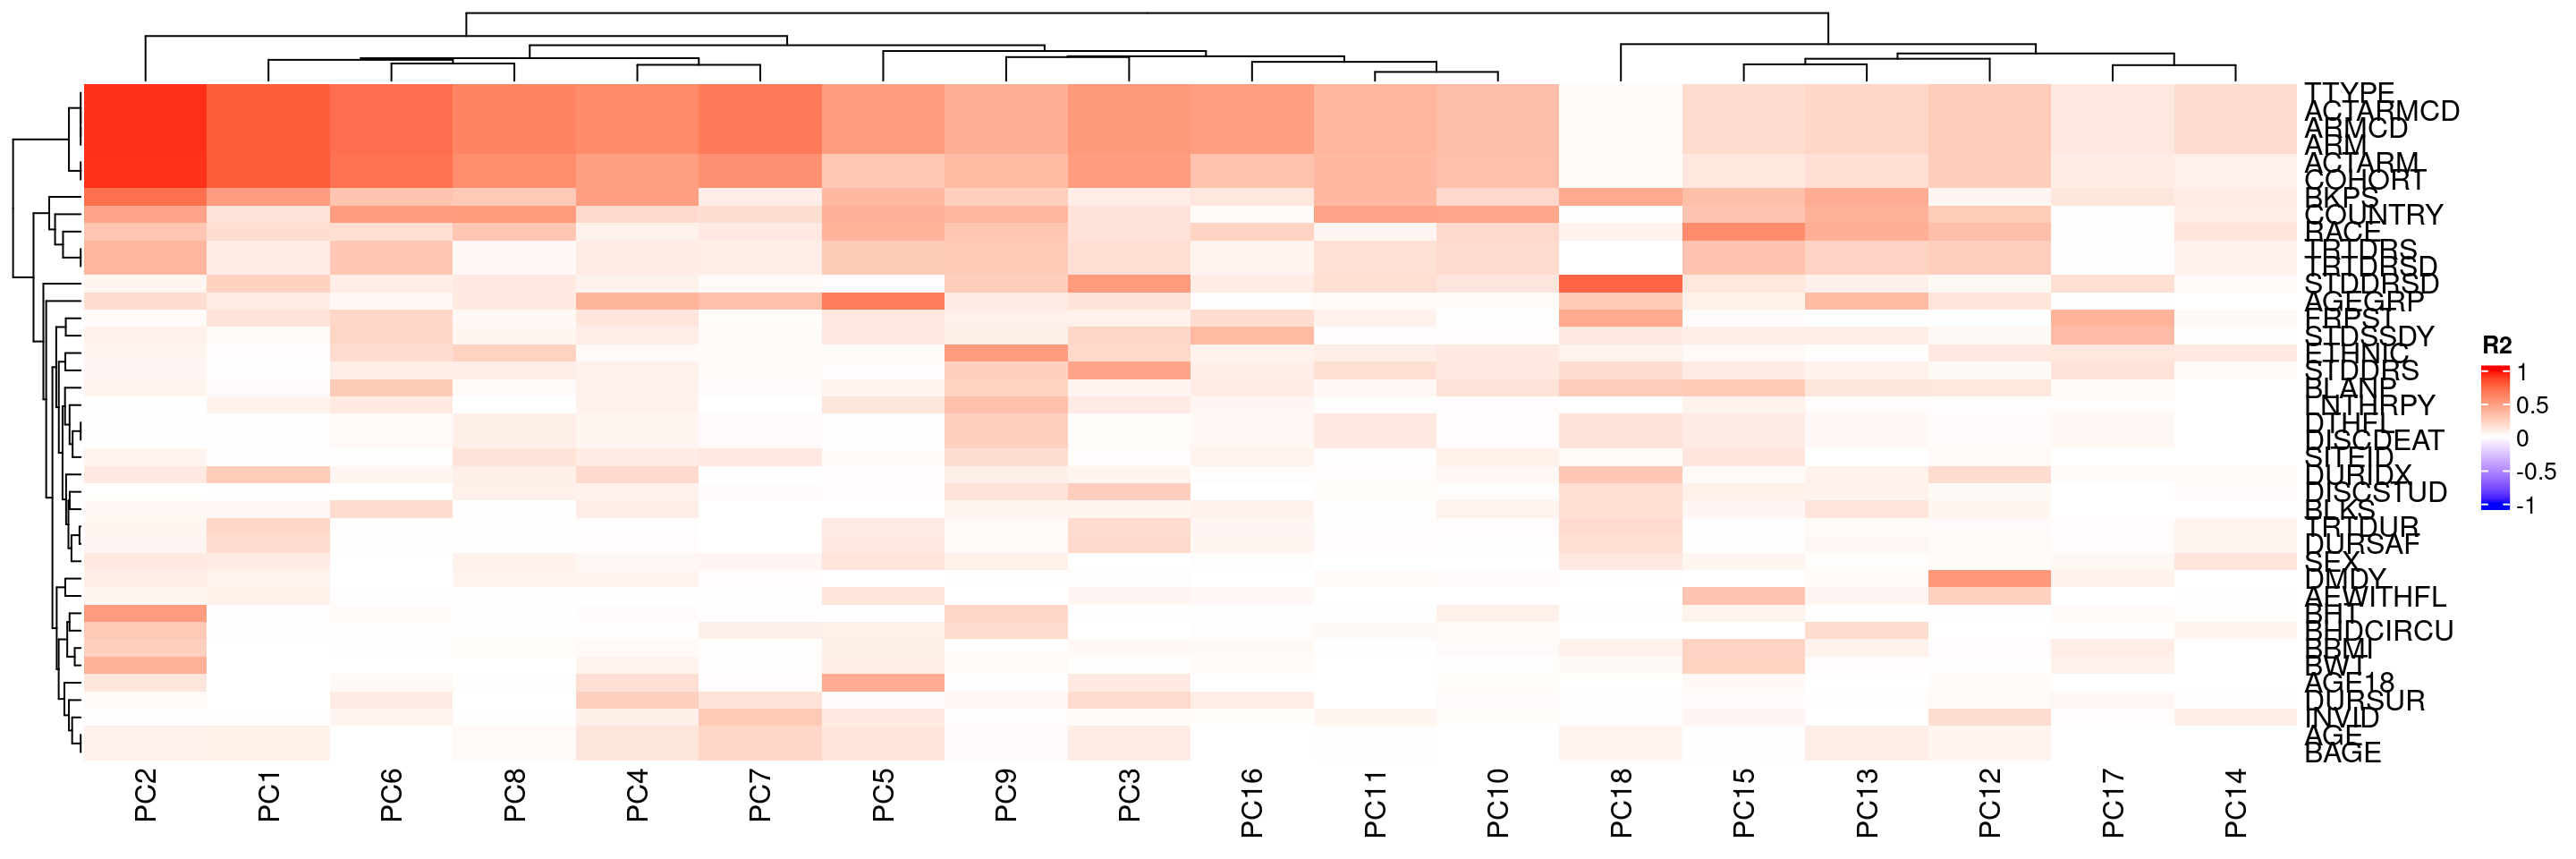 TTYPE
ACTARMCD
ARMCD
ARM
ACTARM
COHORT
BKPS
COUNTRY
RACE
TRTDRS
TRTDRSD
STDDRSD
AGEGRP
FRPST
STDSSDY
ETHNIC
STDDRS
BLANP
LNTHRPY
DTHFL
DISCDEAT
SITEID
DURIDX
DISCSTUD
BLKS
TRTDUR
DURSAF
SEX
DMDY
AEWITHFL
BHT
BHDCIRCU
BBMI
BWT
AGE18
DURSUR
INVID
AGE
BAGE
R2
1
0.5
0
-0.5
-1
PC2
PC1
PC6
PC8
PC4
PC7
PC5
PC9
PC3
PC16
PC11
PC10
PC18
PC15
PC13
PC12
PC17
PC14